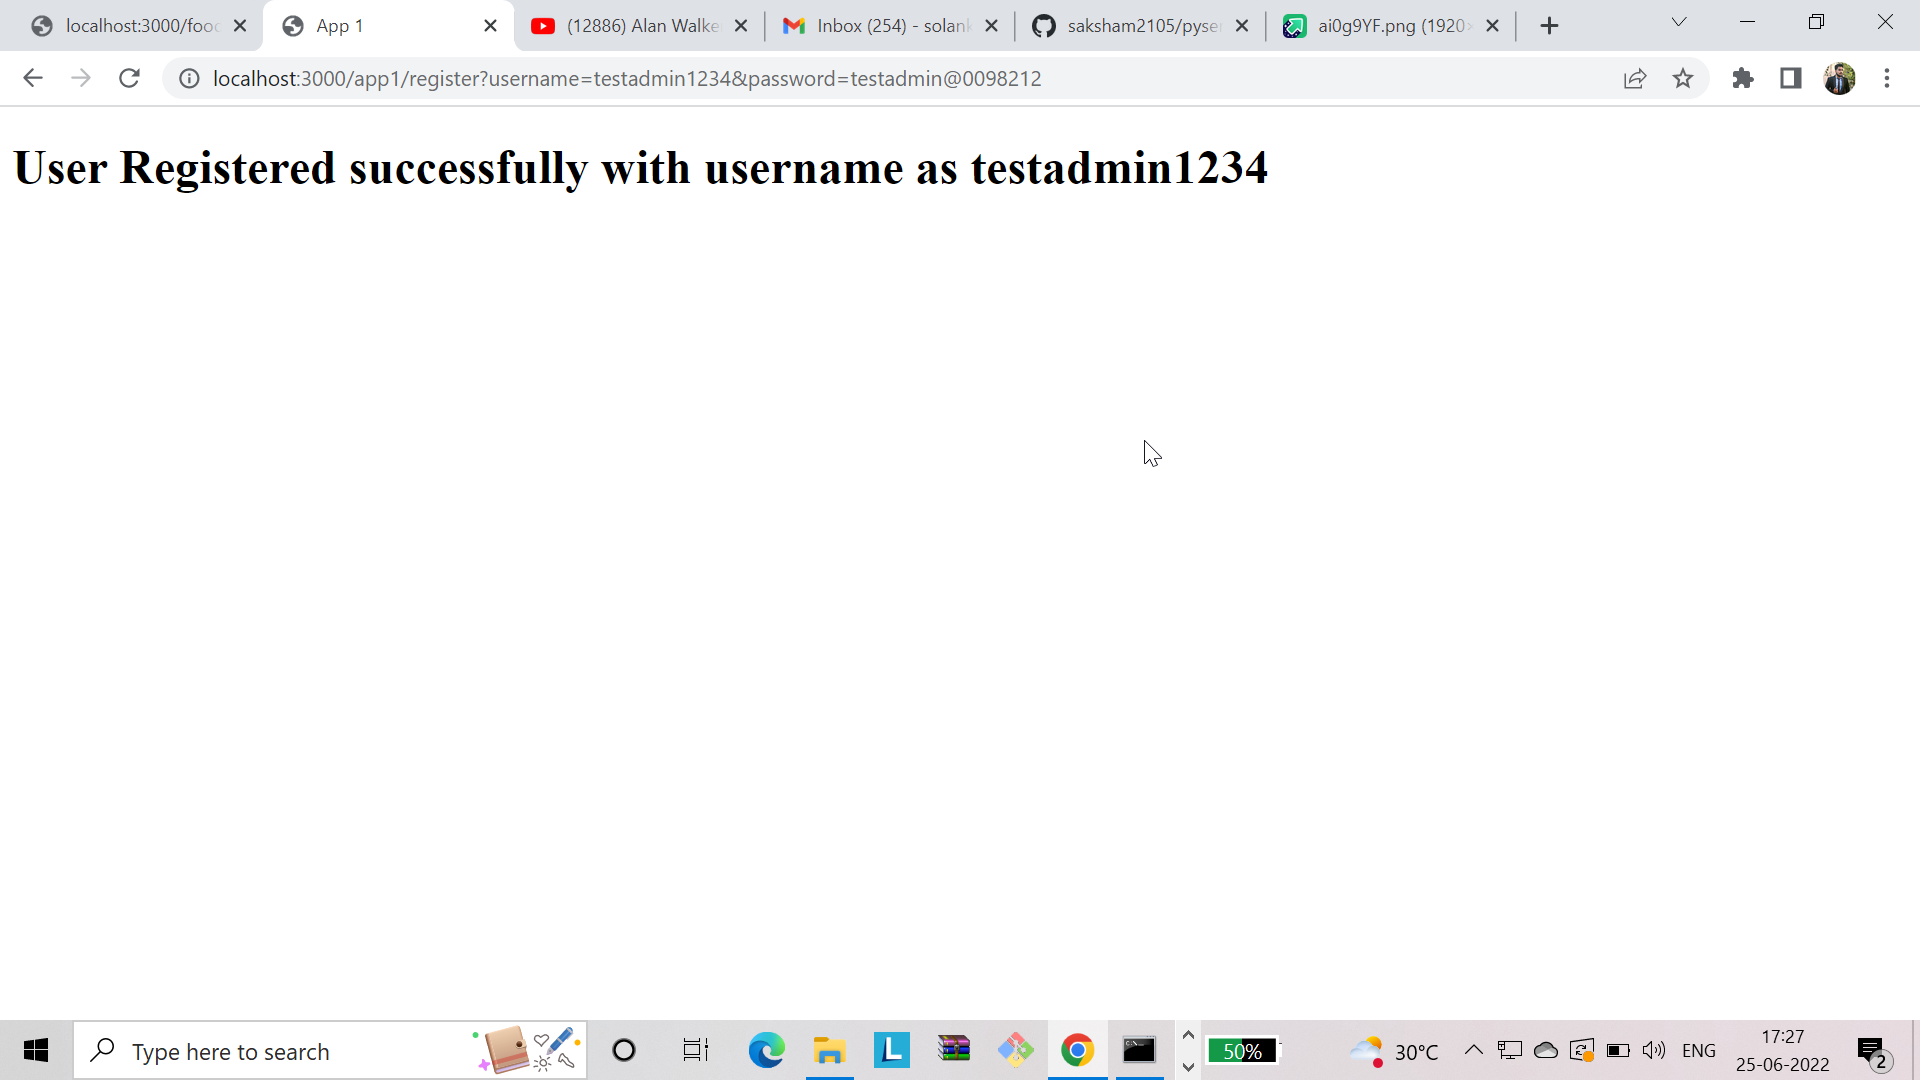 localhost:3000/food
App 1
(12886) Alan Walke
Inbox (254) - solank
saksham2105/pyser
ai0g9YF.png (1920×
localhost:3000/app1/register?username=testadmin1234&password=testadmin@0098212
User Registered successfully with username as testadmin1234
Type here to search
L
50%
30°C
ENG
17:27
25-06-2022
2